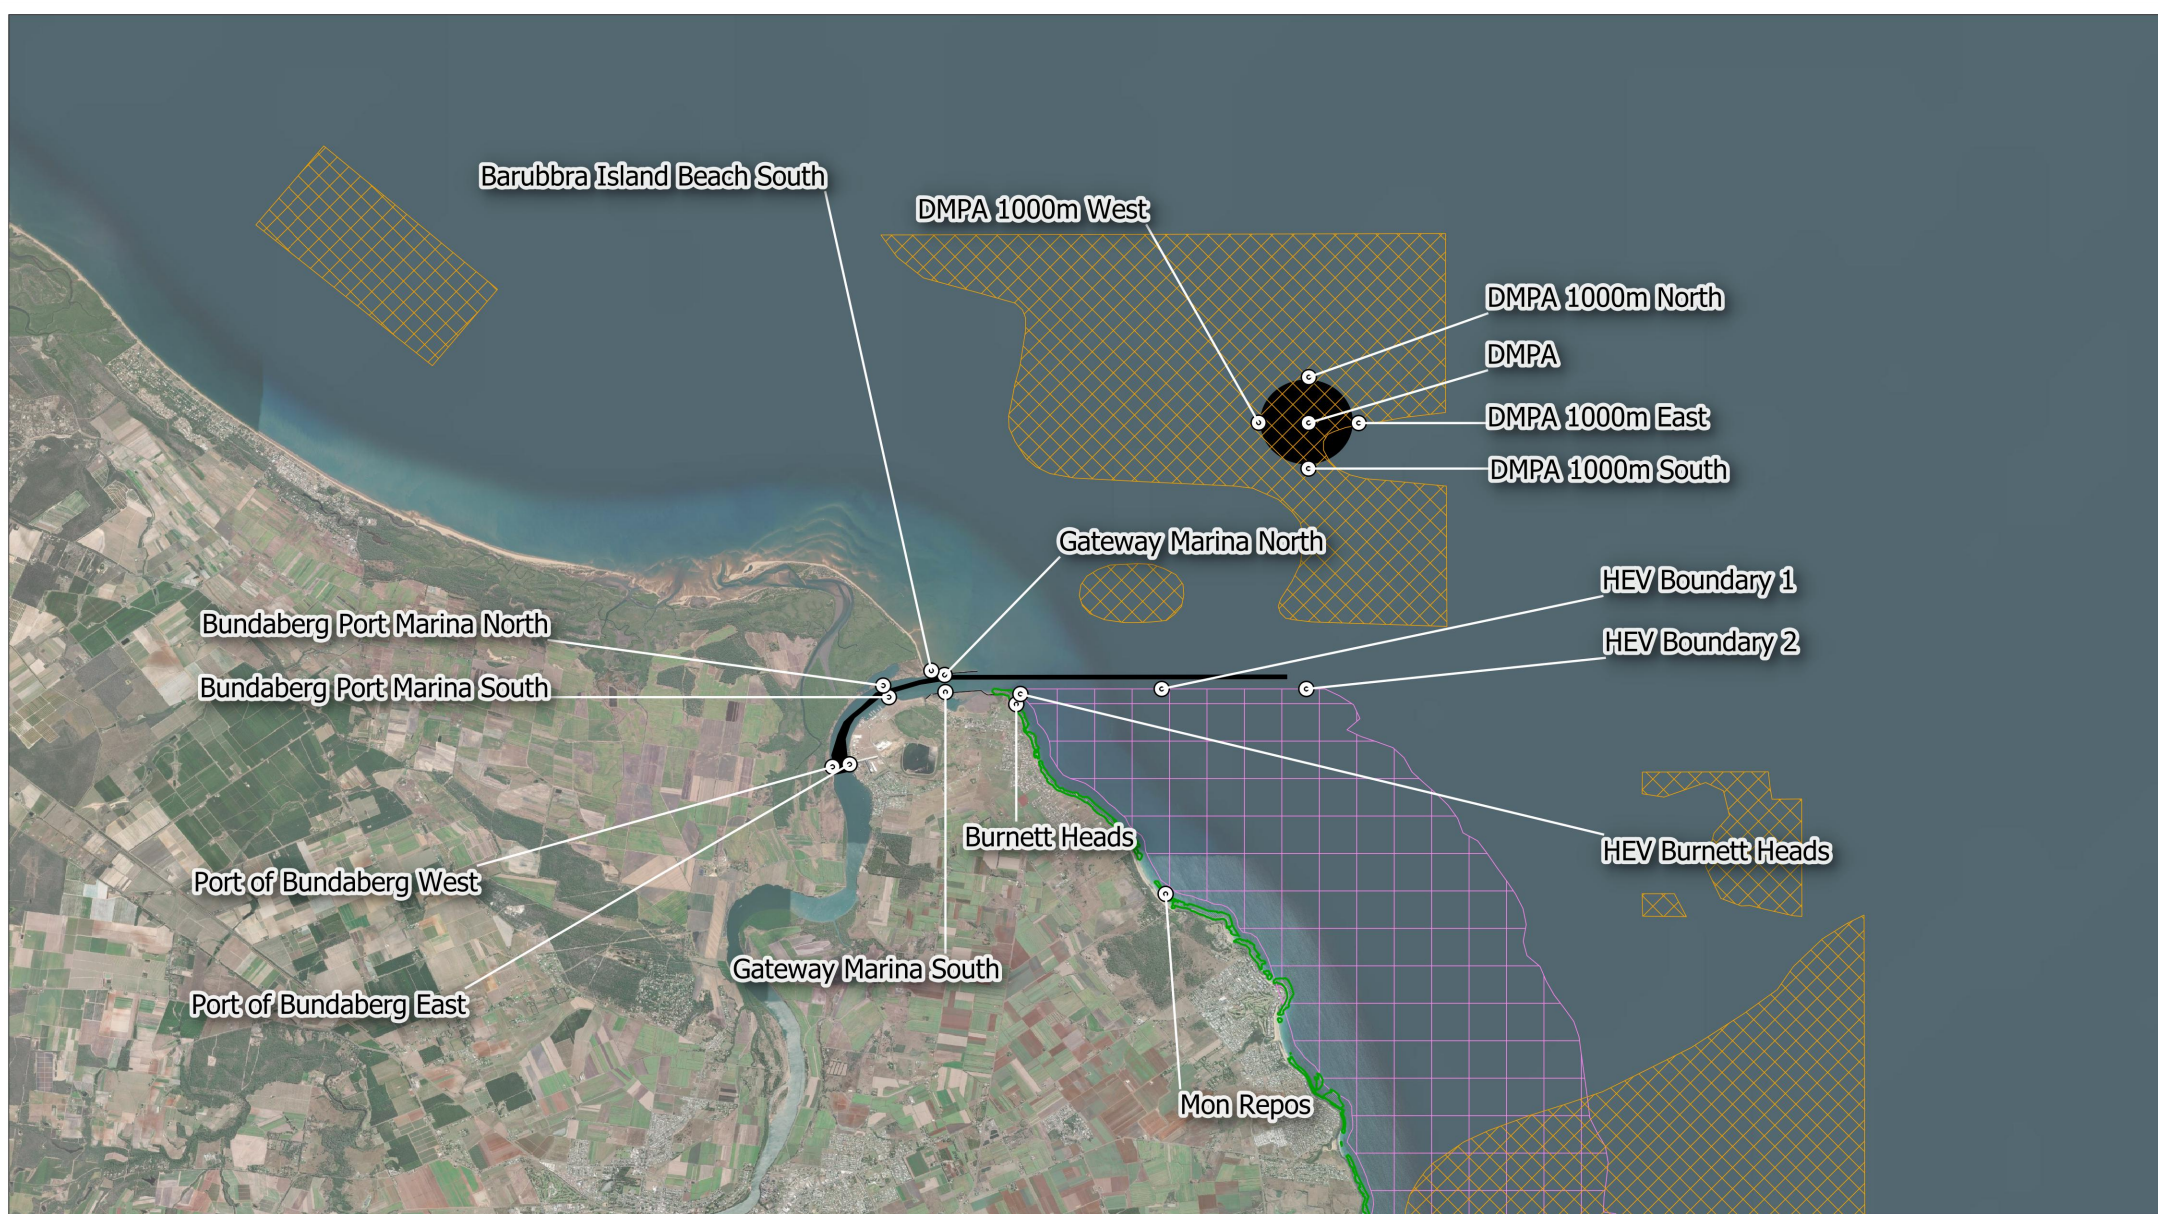 Barubbra Island Beach South
DMPA 1000m West
DMPA 1000m North
DMPA
DMPA 1000m East
DMPA 1000m South
Gateway Marina North
HEV Boundary 1
Bundaberg Port Marina North
HEV Boundary 2
Bundaberg Port Marina South
Burnett Heads
HEV Burnett Heads
Port of Bundaberg West
Gateway Marina South
Port of Bundaberg East
Mon Repos